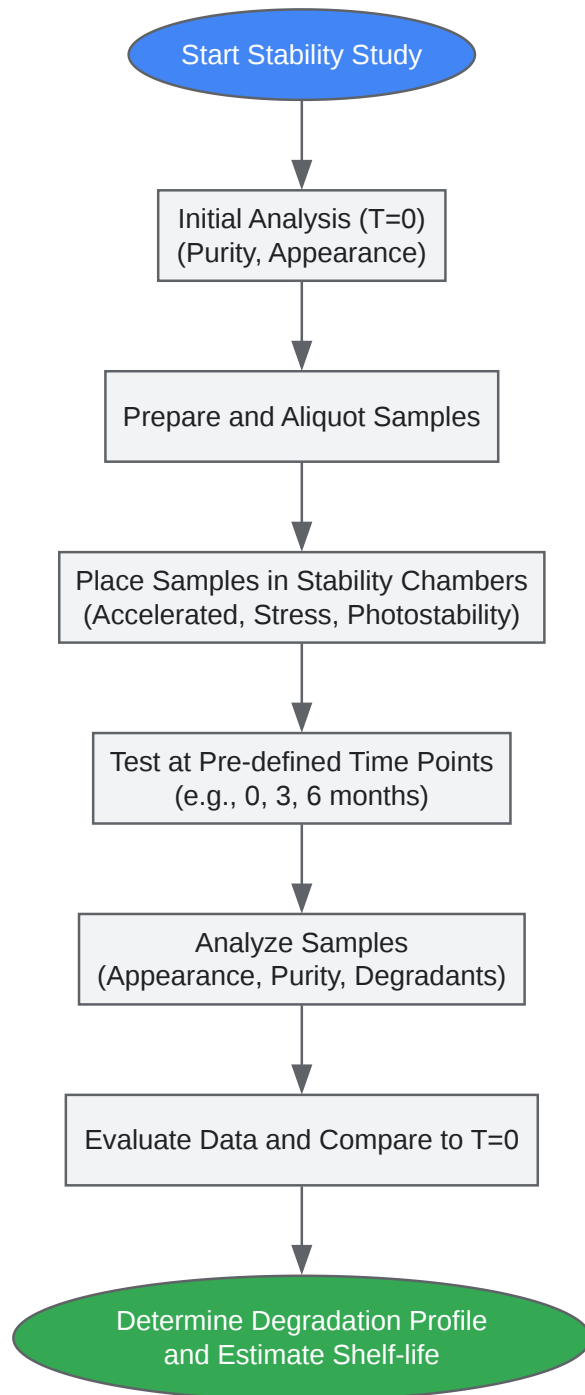 Start Stability Study
Initial Analysis (T=0)
(Purity, Appearance)
Prepare and Aliquot Samples
Place Samples in Stability Chambers
(Accelerated, Stress, Photostability)
Test at Pre-defined Time Points
(e.g., 0, 3, 6 months)
Analyze Samples
(Appearance, Purity, Degradants)
Evaluate Data and Compare to T=0
Determine Degradation Profile
and Estimate Shelf-life